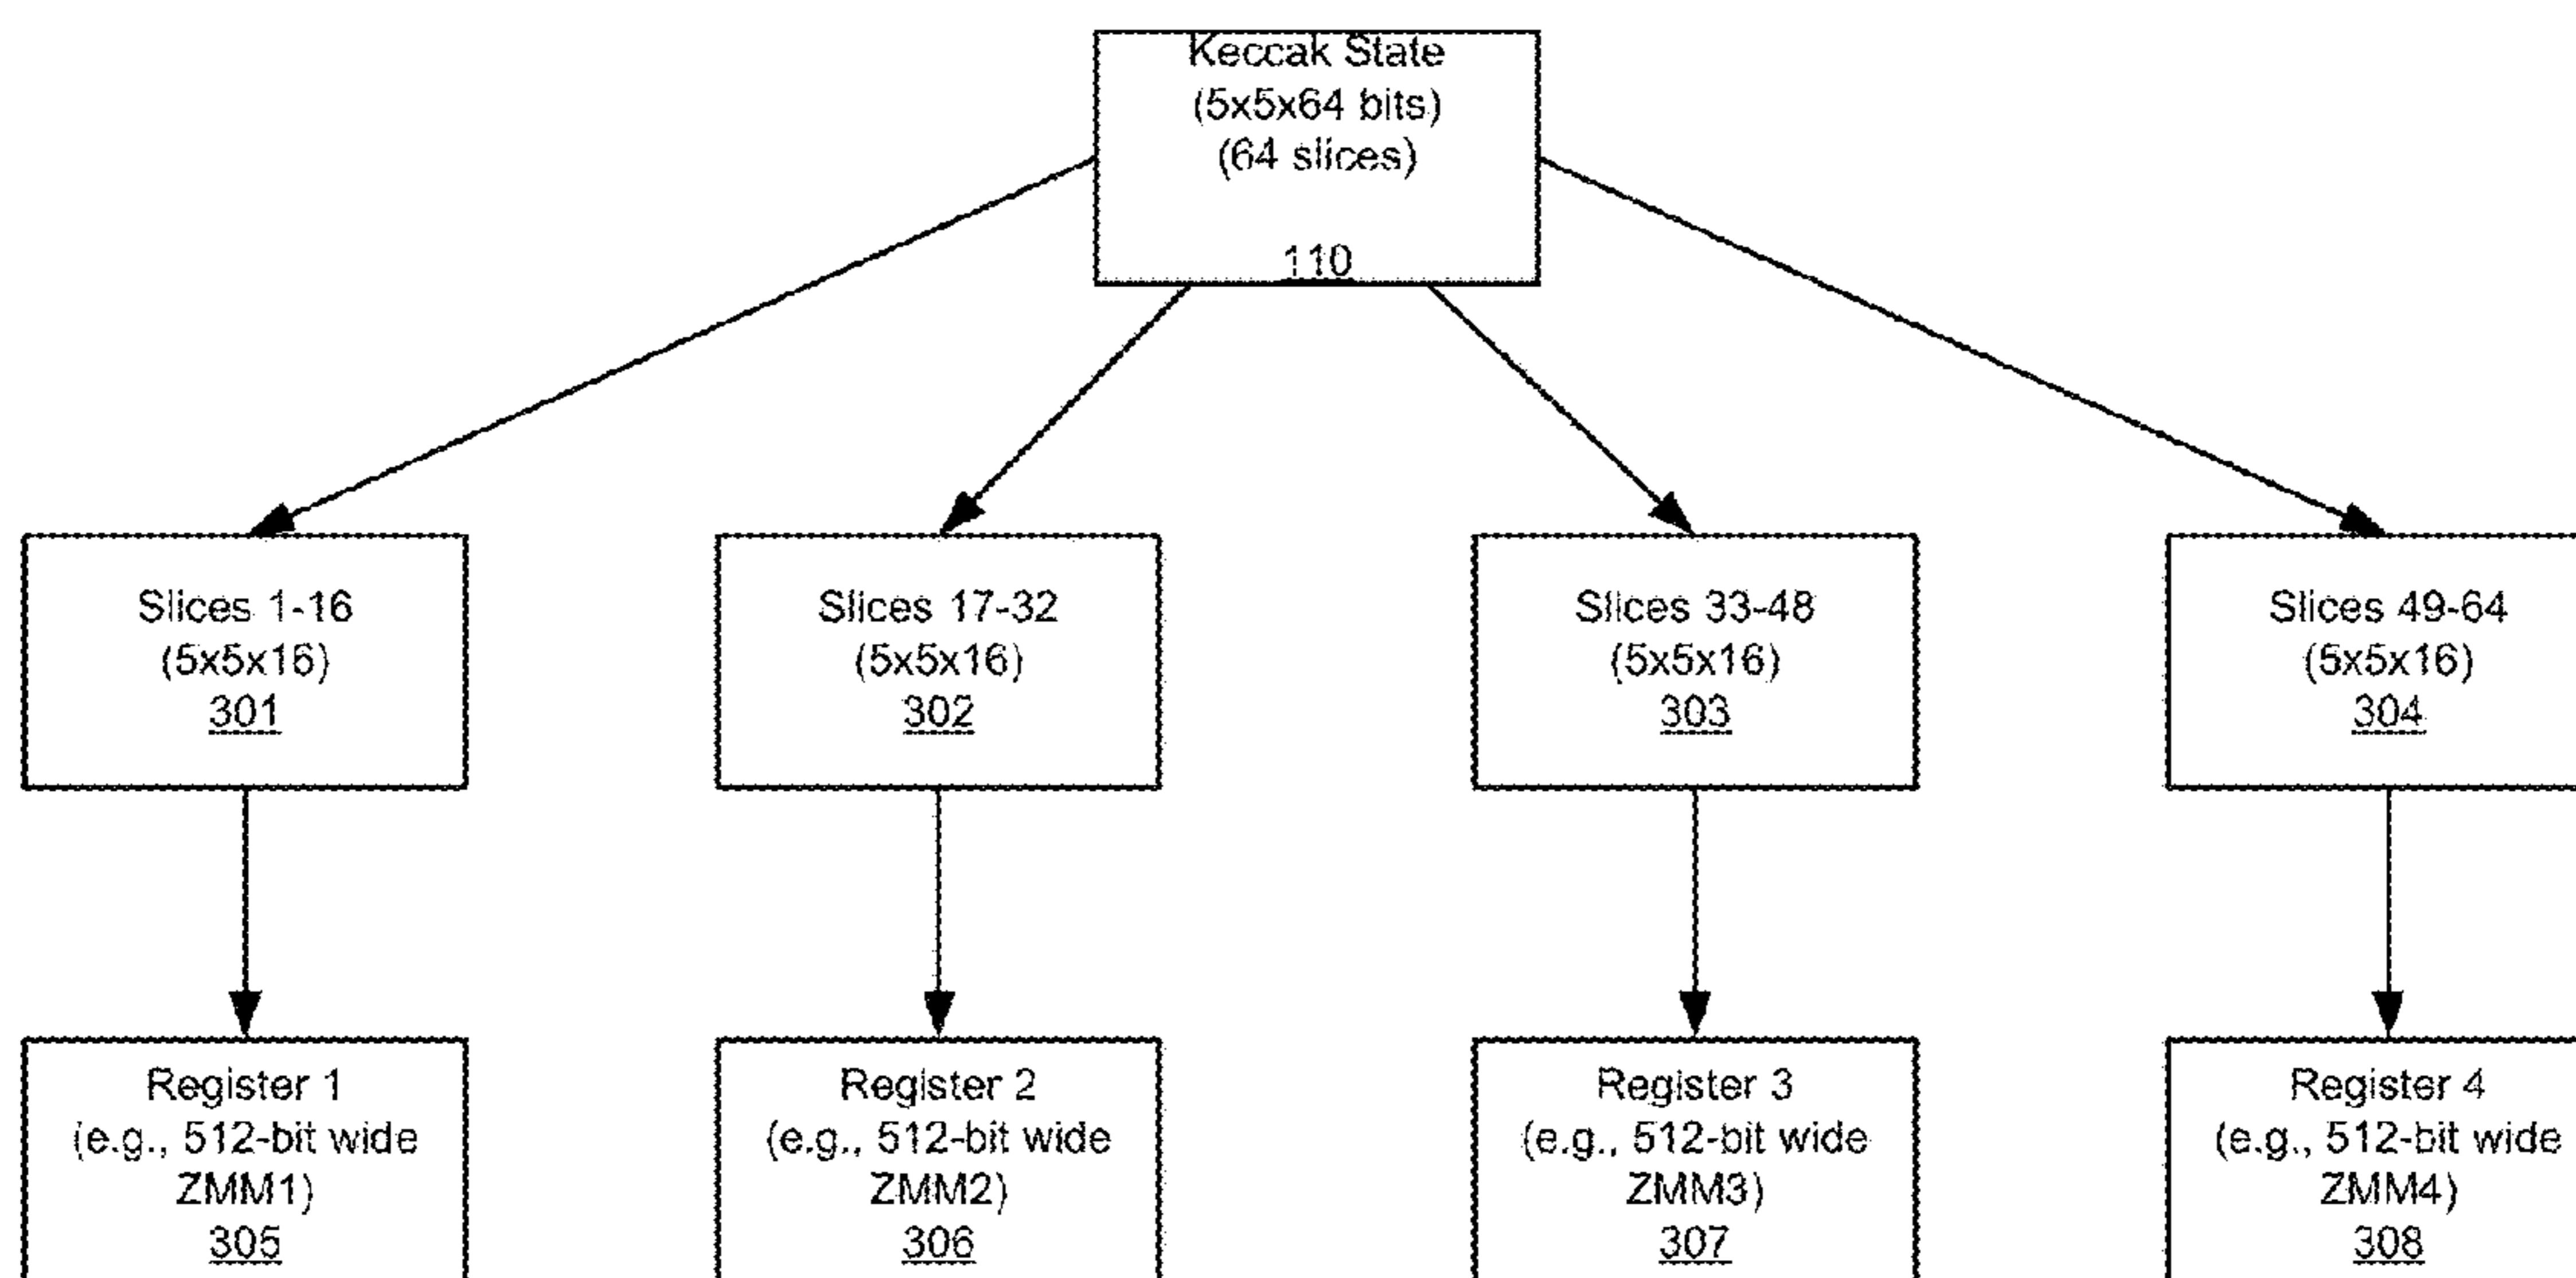 Keccak State
(5x5x64 bits)
(64 slices)
110
Slices 1-16
(5x5x16)
301
Slices 17-32
(5x5x16)
302
Slices 33-48
(5x5x16)
303
Slices 49-64
(5x5x16)
304
Register 1
(e.g., 512-bit wide
ZMM1)
305
Register 2
(e.g., 512-bit wide
ZMM2)
306
Register 3
(e.g., 512-bit wide
ZMM3)
307
Register 4
(e.g., 512-bit wide
ZMM4)
308